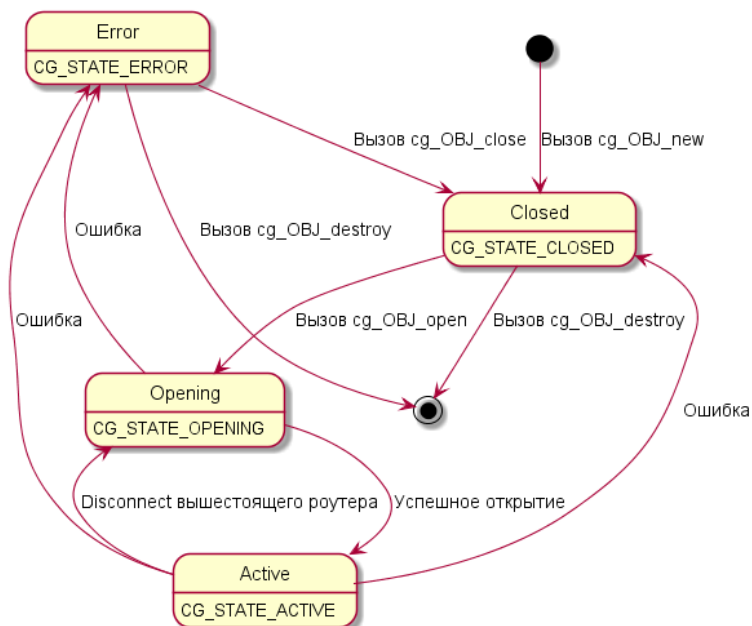 Error
CG_STATE_ERROR
Вызов cg_OBJ_close
Вызов cg_OBJ_new
Closed
CG_STATE_CLOSED
Ошибка
Вызов cg_OBJ_destroy
Ошибка
Вызов cg_OBJ_open
Вызов cg_OBJ_destroy
Opening
CG_STATE_OPENING
Ошибка
Disconnect вышестоящего роутера
Успешное открытие
Active
CG_STATE_ACTIVE